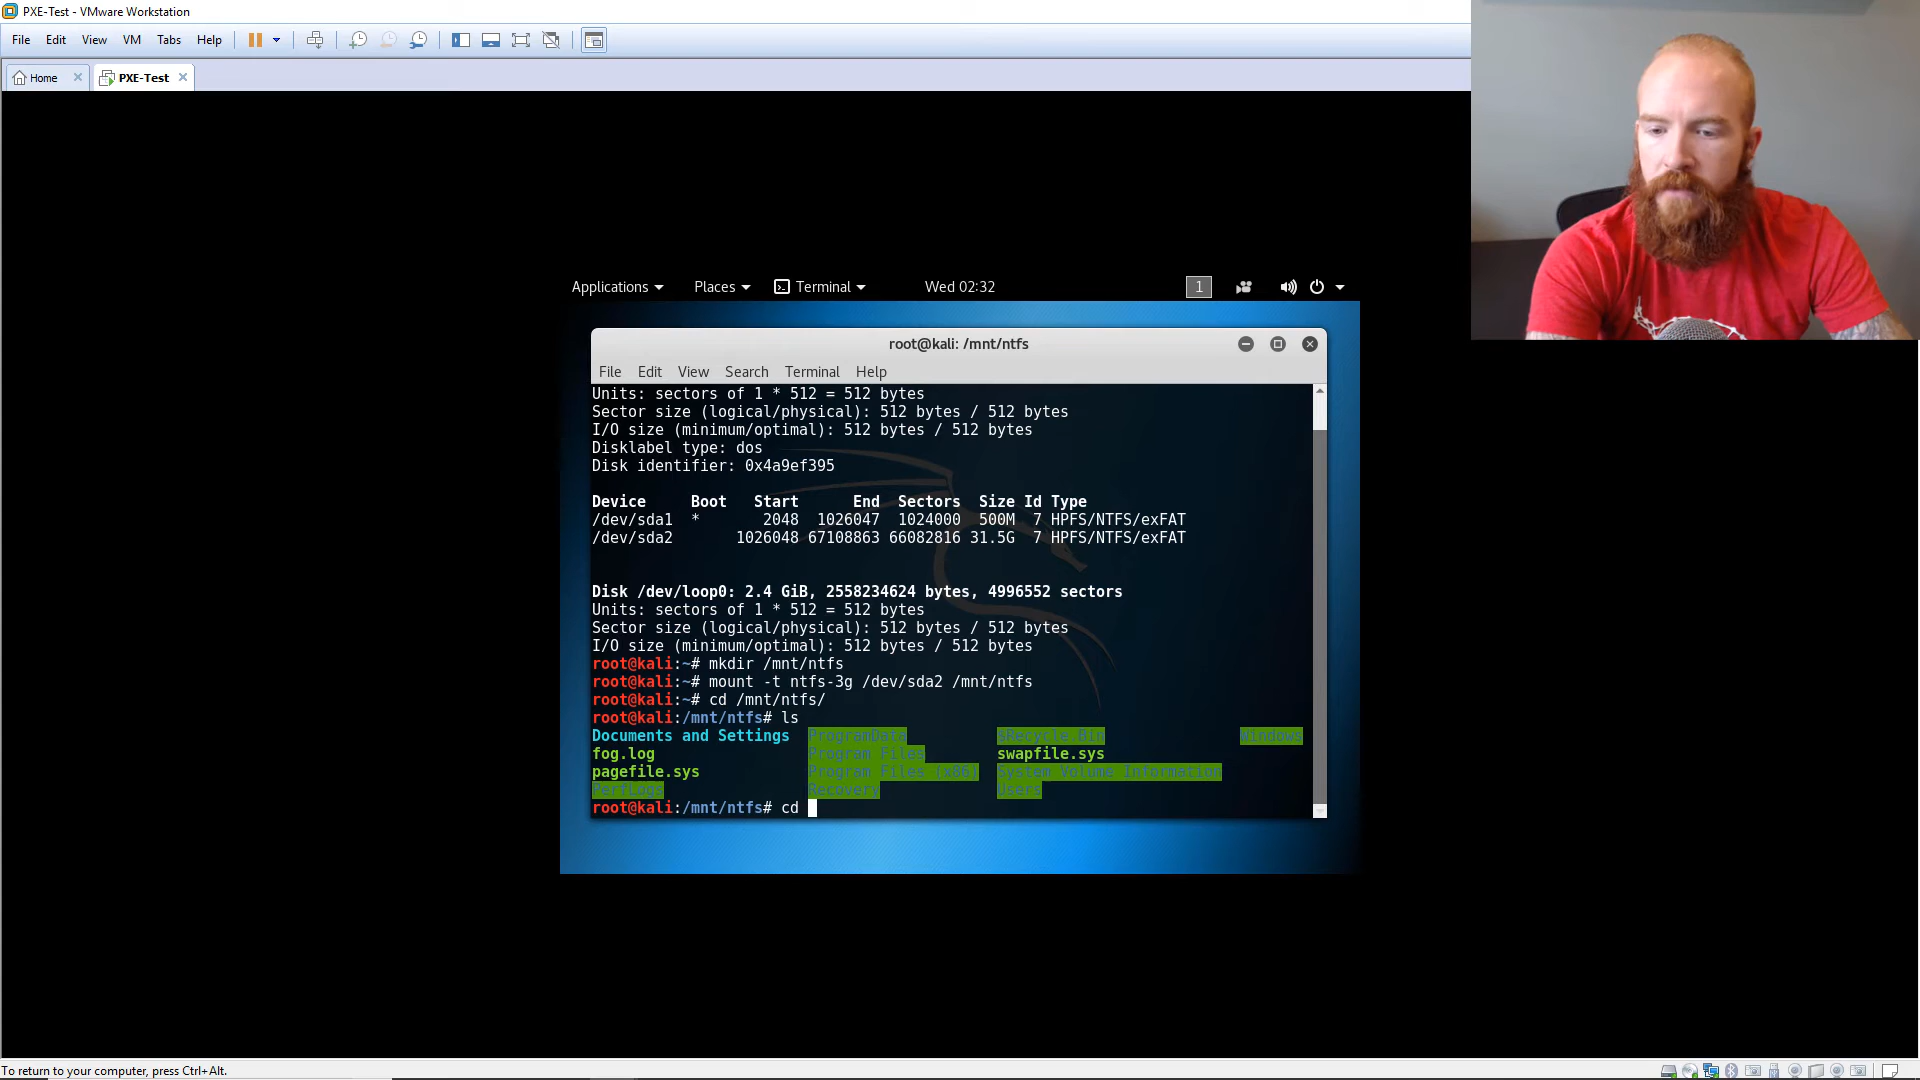 PXE-Test - VMware Workstation
File Edit View VM Tabs Help
Home PXE-Test
Applications Places Terminal Wed 02:32 1
root@kali: /mnt/ntfs
File Edit View Search Terminal Help
Units: sectors of 1 * 512 = 512 bytes
Sector size (logical/physical): 512 bytes / 512 bytes
I/O size (minimum/optimal): 512 bytes / 512 bytes
Disklabel type: dos
Disk identifier: 0x4a9ef395
Device Boot Start End Sectors Size Id Type
/dev/sda1 * 2048 1026047 1024000 500M 7 HPFS/NTFS/exFAT
/dev/sda2 1026048 67108863 66082816 31.5G 7 HPFS/NTFS/exFAT
Disk /dev/loop0: 2.4 GiB, 2558234624 bytes, 4996552 sectors
Units: sectors of 1 * 512 = 512 bytes
Sector size (logical/physical): 512 bytes / 512 bytes
I/O size (minimum/optimal): 512 bytes / 512 bytes
root@kali:~# mkdir /mnt/ntfs
root@kali:~# mount -t ntfs-3g /dev/sda2 /mnt/ntfs
root@kali:~# cd /mnt/ntfs/
root@kali:/mnt/ntfs# ls
Documents and Settings ProgramData $Recycle.Bin Windows
fog.log Program Files swapfile.sys
pagefile.sys Program Files (x86) System Volume Information
PerfLogs Recovery Users
root@kali:/mnt/ntfs# cd
To return to your computer, press Ctrl+Alt.